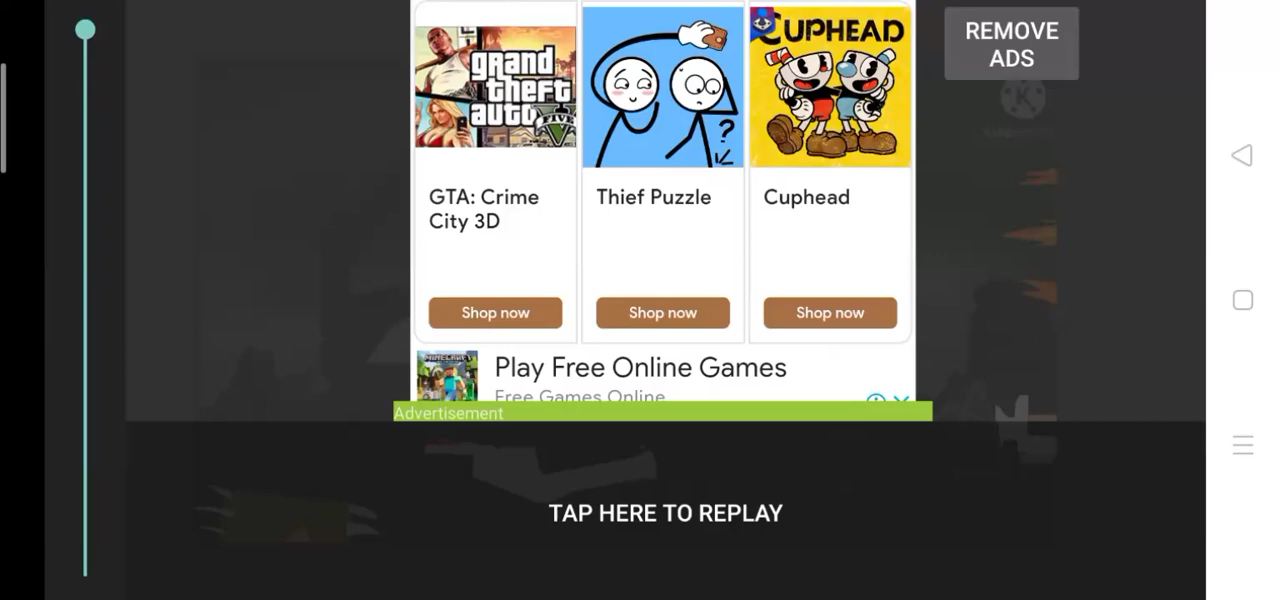 REMOVE
ADS
grand
theft
auto
FIVE
CUPHEAD
?
K
GTA: Crime
City 3D
Thief Puzzle
Cuphead
Shop now
Shop now
Shop now
MINECRAFT
Play Free Online Games
Free Games Online
Advertisement
TAP HERE TO REPLAY